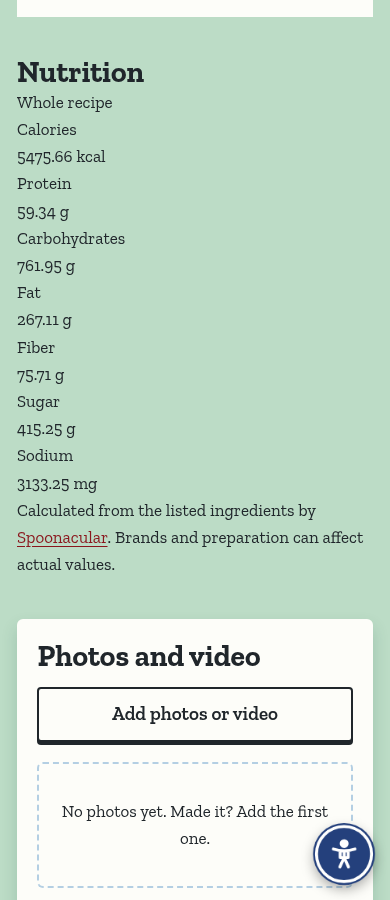 Nutrition
Whole recipe
Calories
5475.66 kcal
Protein
59.34 g
Carbohydrates
761.95 g
Fat
267.11 g
Fiber
75.71 g
Sugar
415.25 g
Sodium
3133.25 mg
Calculated from the listed ingredients by
Spoonacular. Brands and preparation can affect
actual values.
Photos and video
Add photos or video
No photos yet. Made it? Add the first
one.